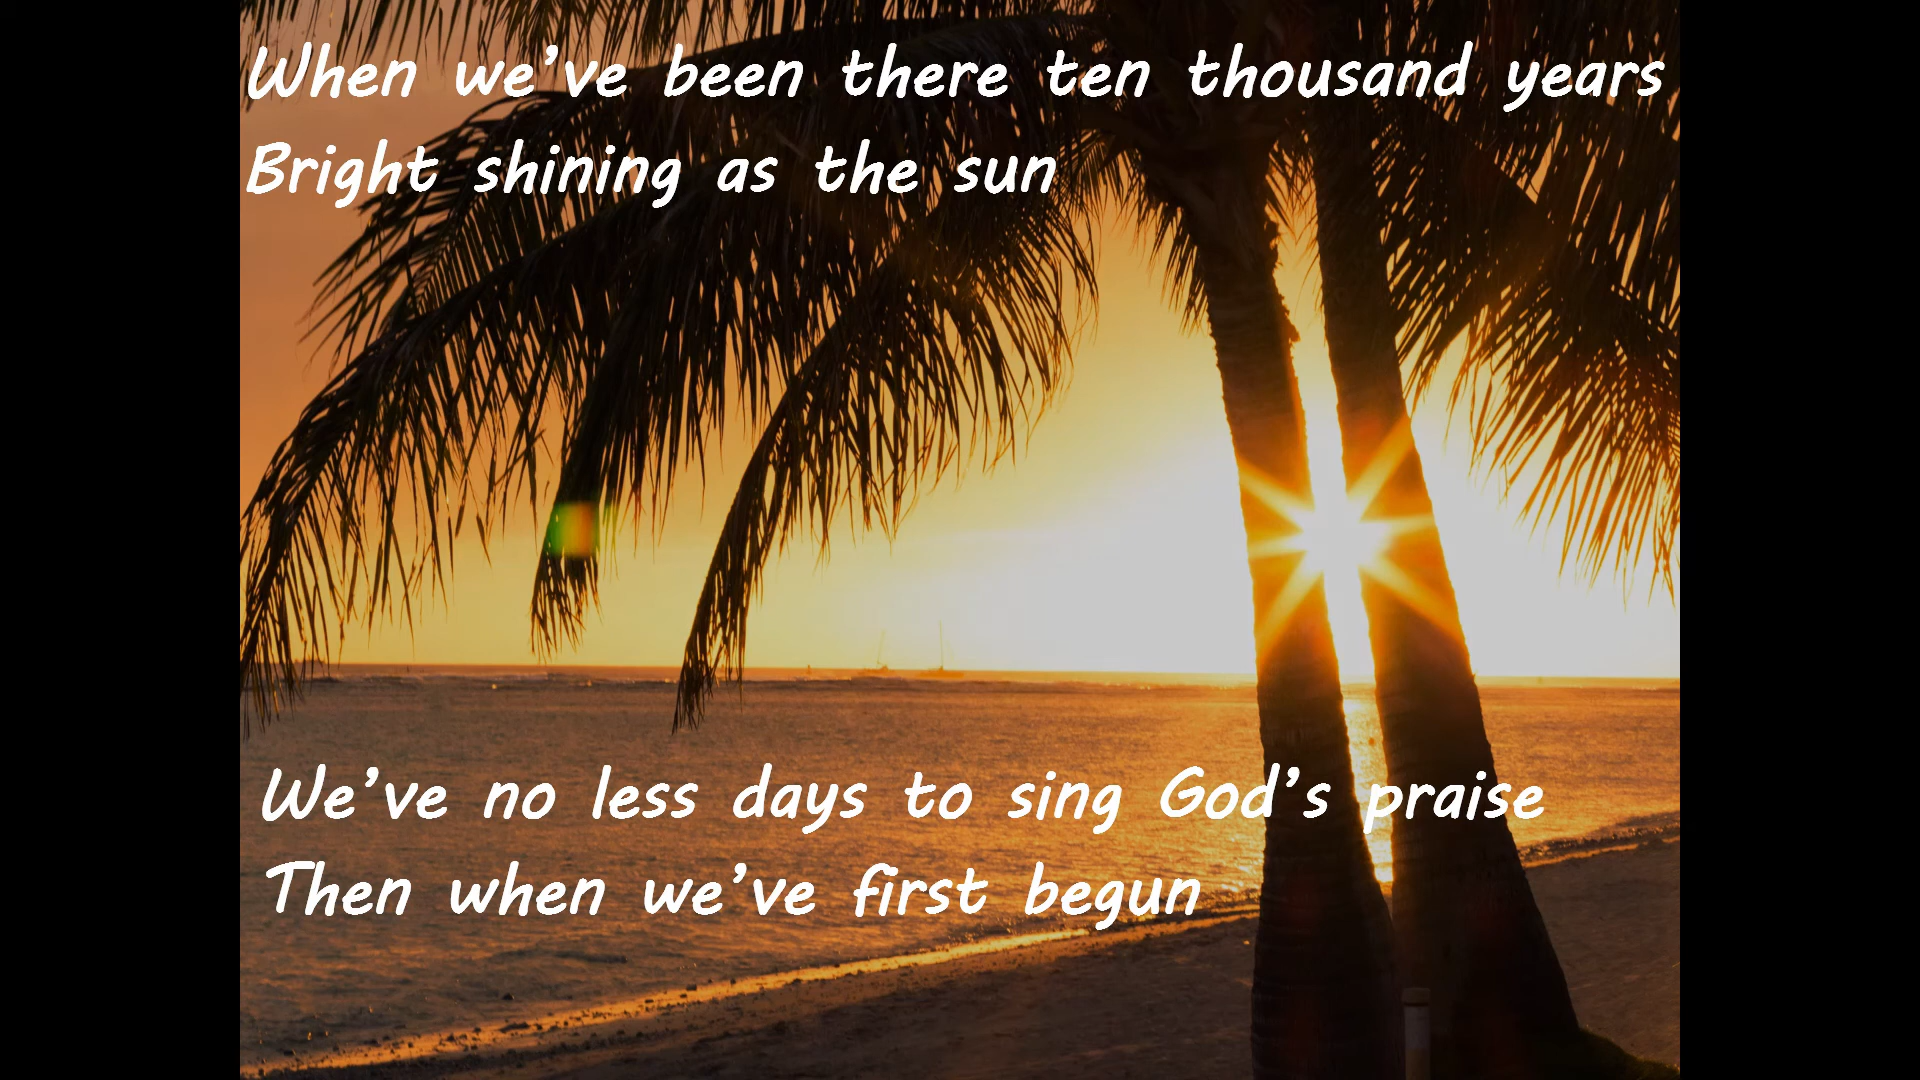 When we've been there ten thousand years
Bright shining as the sun
We've no less days to sing God's praise
Then when we've first begun